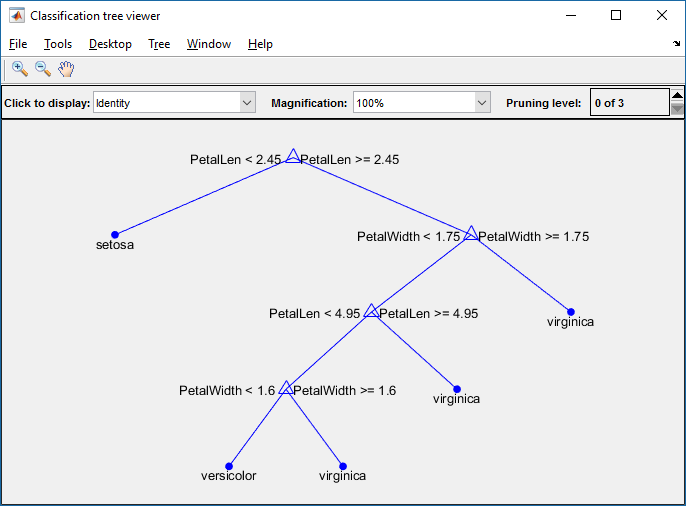 Classification tree viewer
File Tools Desktop Tree Window Help
Click to display: Identity Magnification: 100% Pruning level: 0 of 3
PetalLen < 2.45 PetalLen >= 2.45
setosa
PetalWidth < 1.75 PetalWidth >= 1.75
PetalLen < 4.95 PetalLen >= 4.95
virginica
PetalWidth < 1.6 PetalWidth >= 1.6
virginica
versicolor virginica